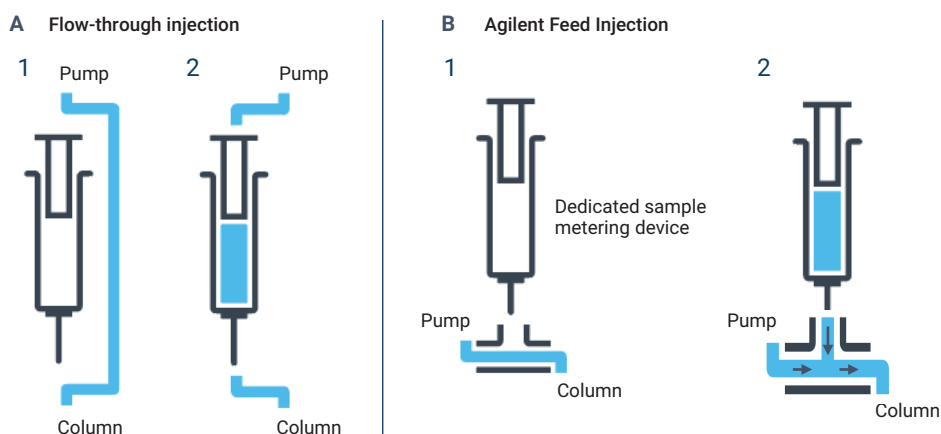 A Flow-through injection
1
2
Pump
Pump
Column
Column
B Agilent Feed Injection
1
2
Dedicated sample
metering device
Pump
Column
Pump
Column